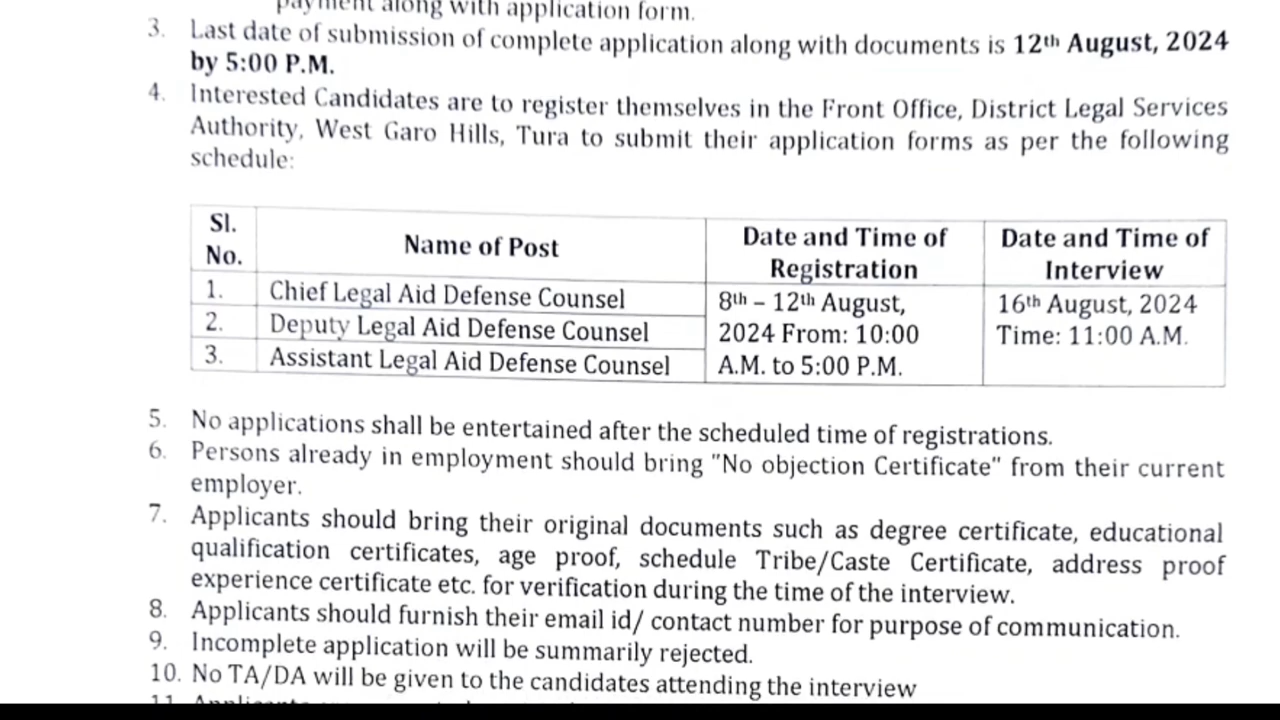 payment along with application form.
3. Last date of submission of complete application along with documents is 12th August, 2024
by 5:00 P.M.
4. Interested Candidates are to register themselves in the Front Office, District Legal Services
Authority, West Garo Hills, Tura to submit their application forms as per the following
schedule:
Sl. No. Name of Post Date and Time of Registration Date and Time of Interview
1. Chief Legal Aid Defense Counsel 8th – 12th August, 16th August, 2024
2. Deputy Legal Aid Defense Counsel 2024 From: 10:00 Time: 11:00 A.M.
3. Assistant Legal Aid Defense Counsel A.M. to 5:00 P.M.
5. No applications shall be entertained after the scheduled time of registrations.
6. Persons already in employment should bring "No objection Certificate" from their current
employer.
7. Applicants should bring their original documents such as degree certificate, educational
qualification certificates, age proof, schedule Tribe/Caste Certificate, address proof
experience certificate etc. for verification during the time of the interview.
8. Applicants should furnish their email id/ contact number for purpose of communication.
9. Incomplete application will be summarily rejected.
10. No TA/DA will be given to the candidates attending the interview